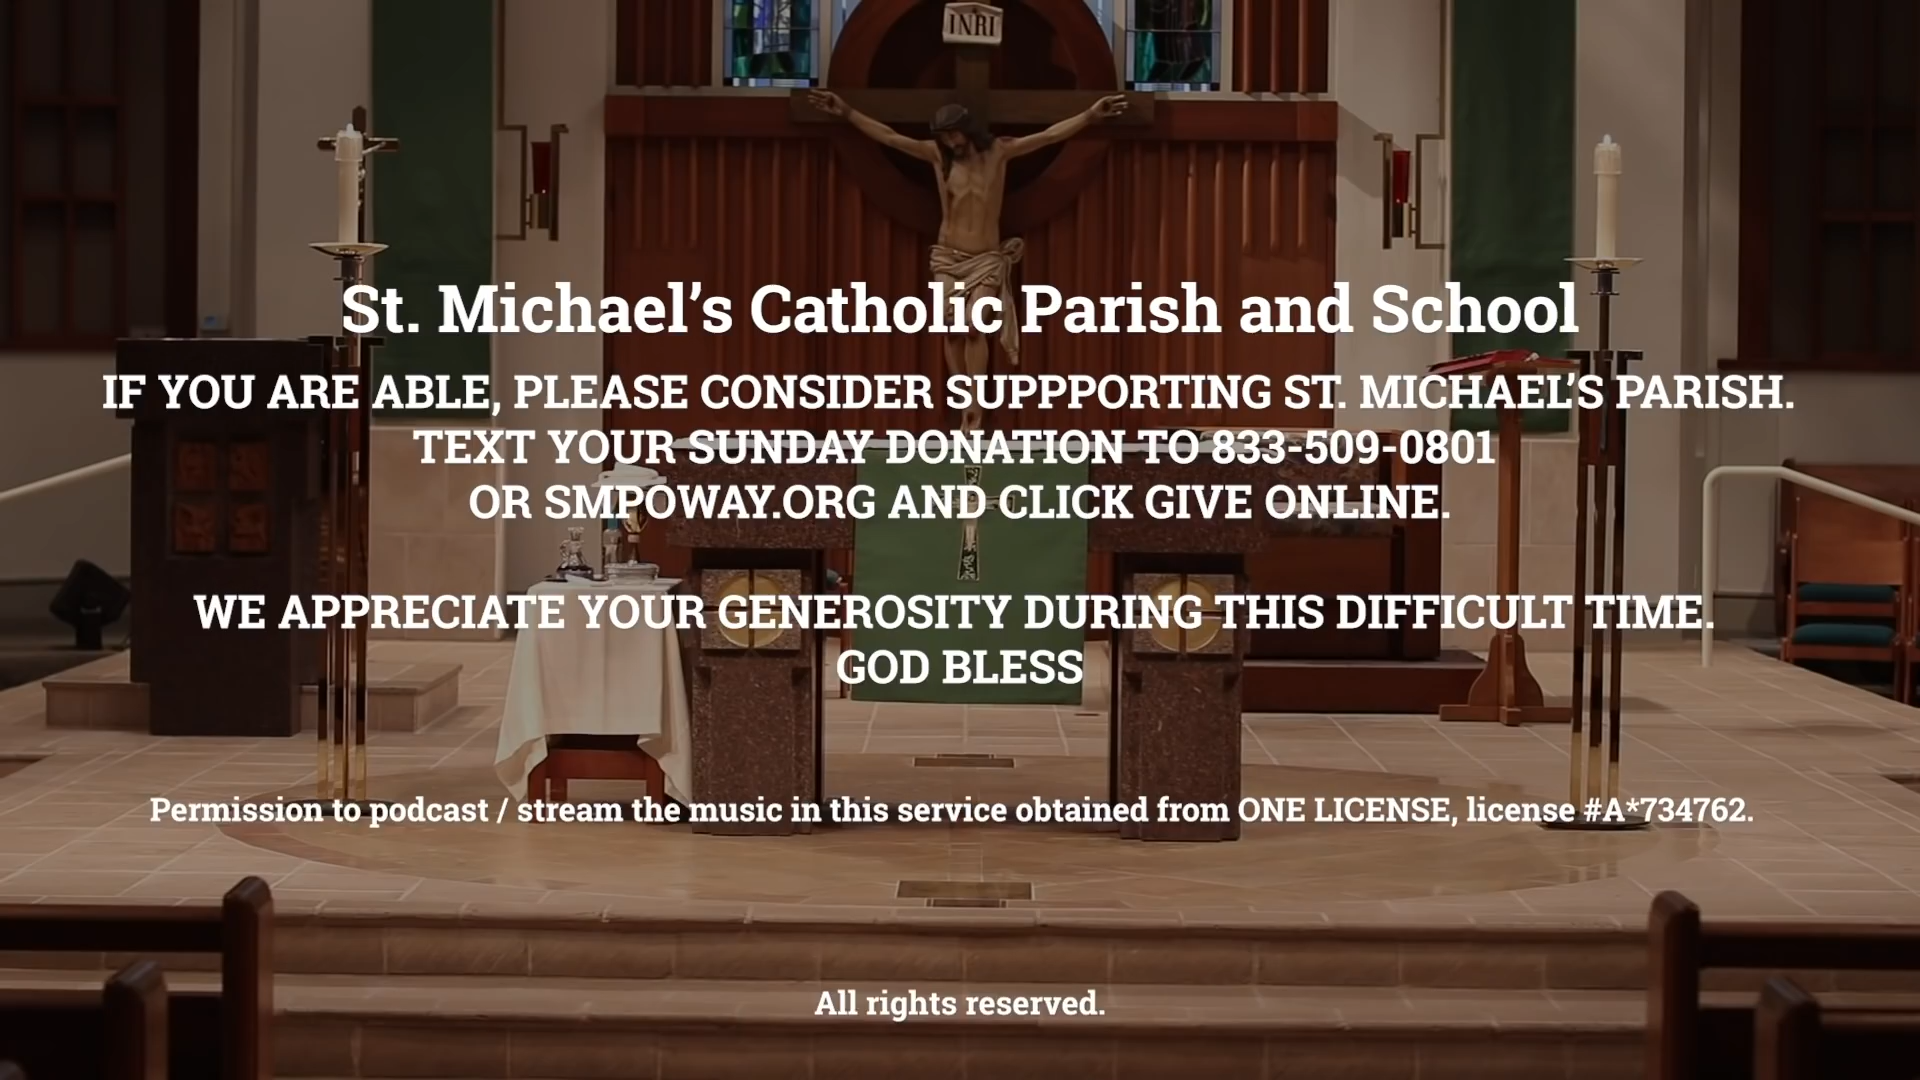 INRI
St. Michael’s Catholic Parish and School
IF YOU ARE ABLE, PLEASE CONSIDER SUPPPORTING ST. MICHAEL’S PARISH.
TEXT YOUR SUNDAY DONATION TO 833-509-0801
OR SMPOWAY.ORG AND CLICK GIVE ONLINE.
WE APPRECIATE YOUR GENEROSITY DURING THIS DIFFICULT TIME.
GOD BLESS
Permission to podcast / stream the music in this service obtained from ONE LICENSE, license #A*734762.
All rights reserved.